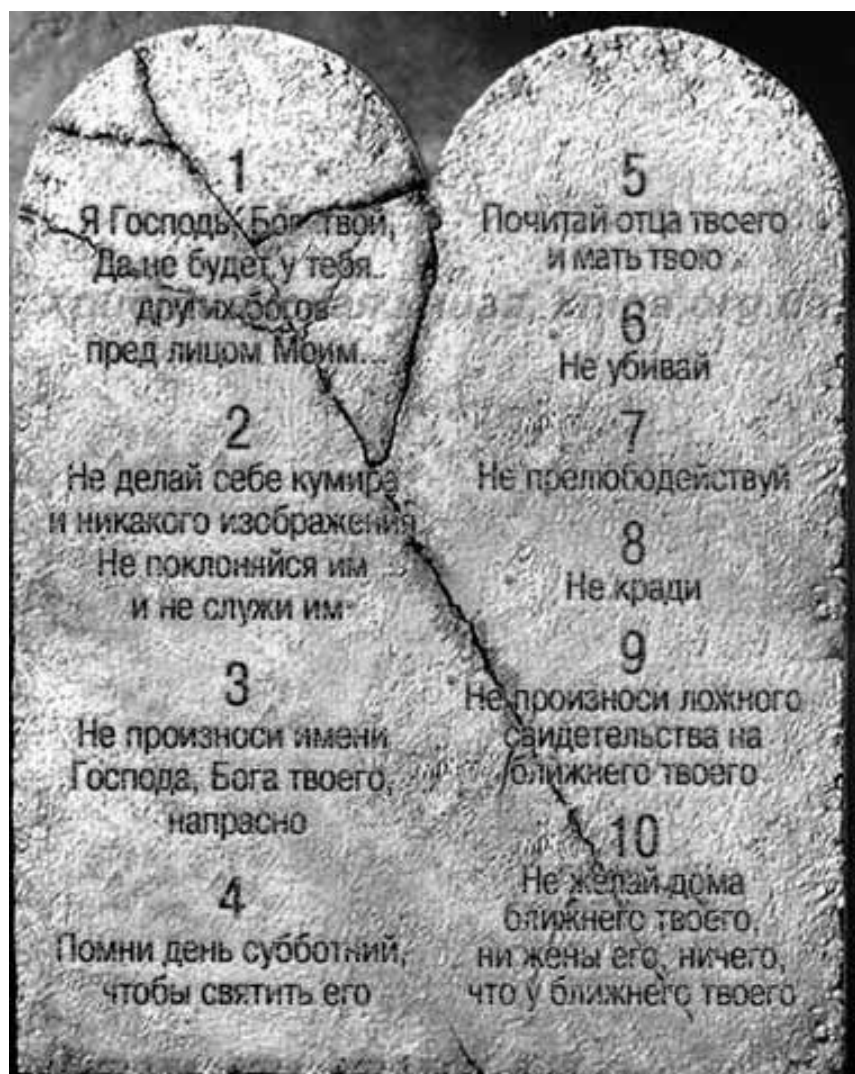 1
Я Господь, Бог твой,
Да не будет у тебя
других богов
пред лицом Моим...
2
Не делай себе кумира
и никакого изображения
Не поклоняйся им
и не служи им
3
Не произноси имени
Господа, Бога твоего,
напрасно
4
Помни день субботний,
чтобы святить его
5
Почитай отца твоего
и мать твою
6
Не убивай
7
Не прелюбодействуй
8
Не кради
9
Не произноси ложного
свидетельства на
ближнего твоего
10
Не желай дома
ближнего твоего,
ни жены его, ничего,
что у ближнего твоего